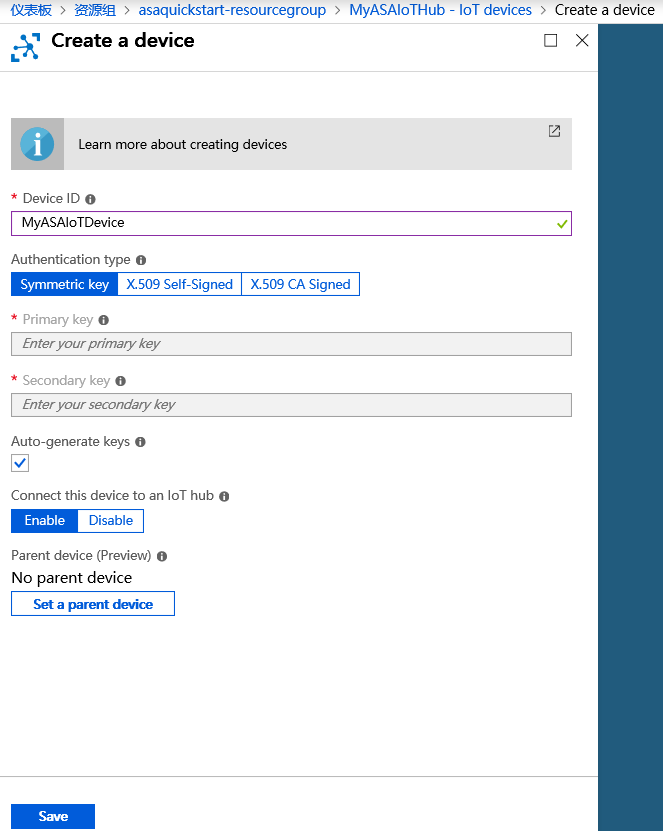 仪表板 > 资源组 > asaquickstart-resourcegroup > MyASAIoTHub - IoT devices > Create a device
Create a device
Learn more about creating devices
* Device ID
MyASAIoTDevice
Authentication type
Symmetric key X.509 Self-Signed X.509 CA Signed
* Primary key
Enter your primary key
* Secondary key
Enter your secondary key
Auto-generate keys
Connect this device to an IoT hub
Enable Disable
Parent device (Preview)
No parent device
Set a parent device
Save